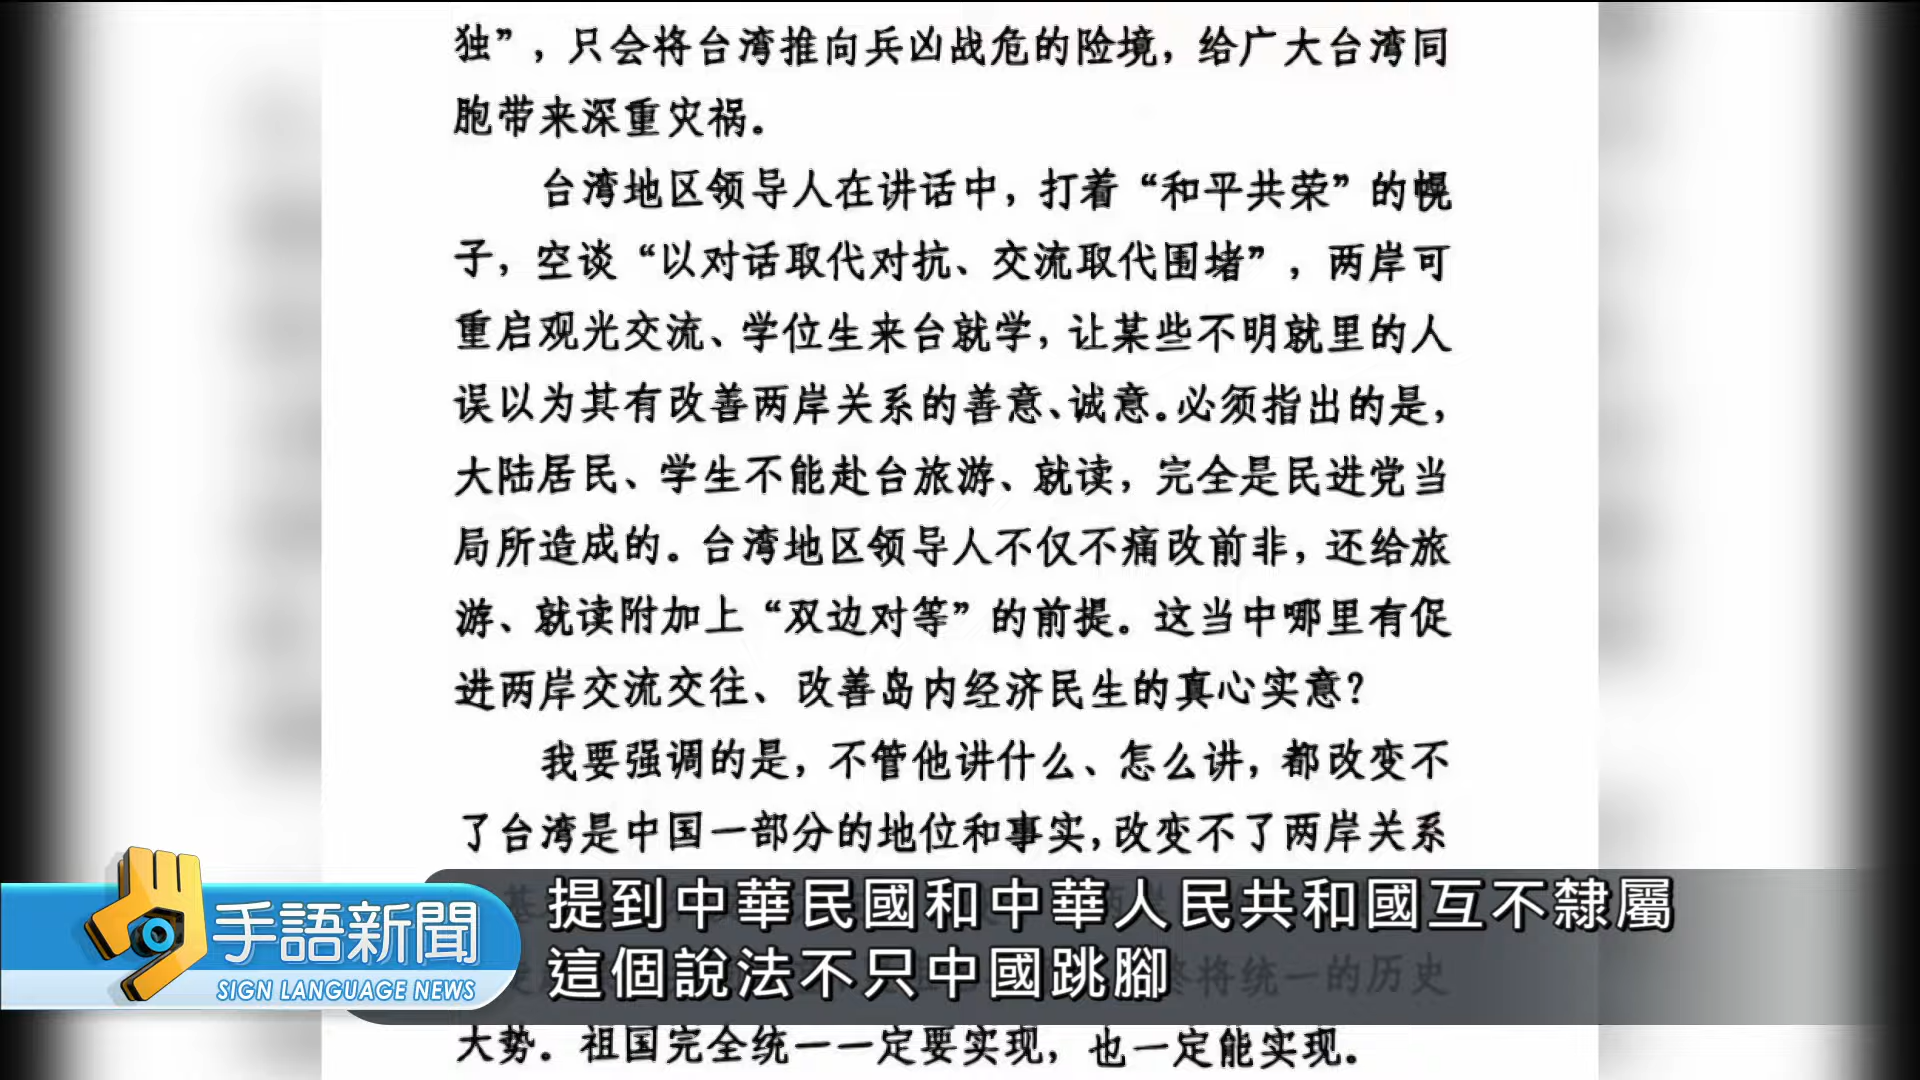 独”，只会将台湾推向兵凶战危的险境，给广大台湾同
胞带来深重灾祸。
台湾地区领导人在讲话中，打着“和平共荣”的幌
子，空谈“以对话取代对抗、交流取代围堵”，两岸可
重启观光交流、学位生来台就学，让某些不明就里的人
误以为其有改善两岸关系的善意、诚意。必须指出的是，
大陆居民、学生不能赴台旅游、就读，完全是民进党当
局所造成的。台湾地区领导人不仅不痛改前非，还给旅
游、就读附加上“双边对等”的前提。这当中哪里有促
进两岸交流交往、改善岛内经济民生的真心实意？
我要强调的是，不管他讲什么、怎么讲，都改变不
了台湾是中国一部分的地位和事实，改变不了两岸关系
提到中華民國和中華人民共和國互不隸屬
手語新聞
這個說法不只中國跳腳
SIGN LANGUAGE NEWS
终将统一的历史
大势。祖国完全统一一定要实现，也一定能实现。